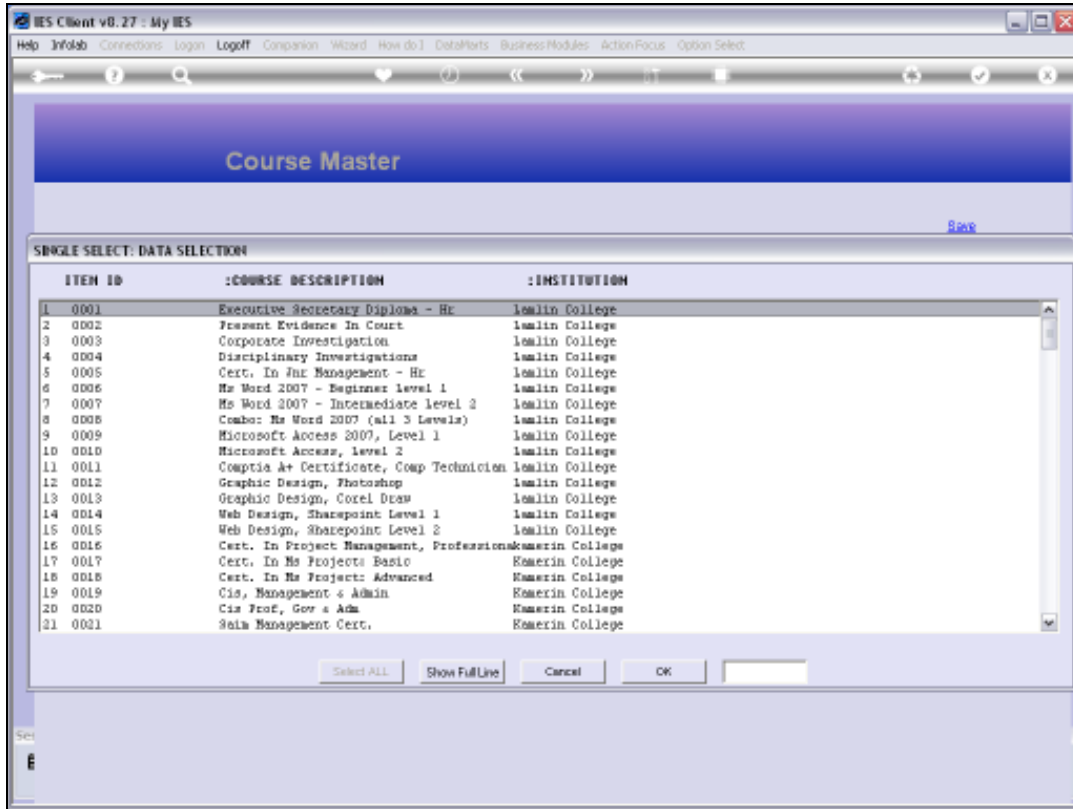 IES Client v8.27 : My IES
Help Infolab Connections Logon Logoff Companion Wizard How do I DataMarts Business Modules Action Focus Option Select
Course Master
Save
SINGLE SELECT: DATA SELECTION
ITEM ID :COURSE DESCRIPTION :INSTITUTION
1 0001 Executive Secretary Diploma - Hr Lamlin College
2 0002 Present Evidence In Court Lamlin College
3 0003 Corporate Investigation Lamlin College
4 0004 Disciplinary Investigations Lamlin College
5 0005 Cert. In Jnr Management - Hr Lamlin College
6 0006 Ms Word 2007 - Beginner Level 1 Lamlin College
7 0007 Ms Word 2007 - Intermediate Level 2 Lamlin College
8 0008 Combo: Ms Word 2007 (all 3 Levels) Lamlin College
9 0009 Microsoft Access 2007, Level 1 Lamlin College
10 0010 Microsoft Access, Level 2 Lamlin College
11 0011 Comptia A+ Certificate, Comp Technician Lamlin College
12 0012 Graphic Design, Photoshop Lamlin College
13 0013 Graphic Design, Corel Draw Lamlin College
14 0014 Web Design, Sharepoint Level 1 Lamlin College
15 0015 Web Design, Sharepoint Level 2 Lamlin College
16 0016 Cert. In Project Management, Professionakamerin College
17 0017 Cert. In Ms Project: Basic Kamerin College
18 0018 Cert. In Ms Project: Advanced Kamerin College
19 0019 Cis, Management & Admin Kamerin College
20 0020 Cis Prof, Gov & Adm Kamerin College
21 0021 Saim Management Cert. Kamerin College
Select ALL Show Full Line Cancel OK